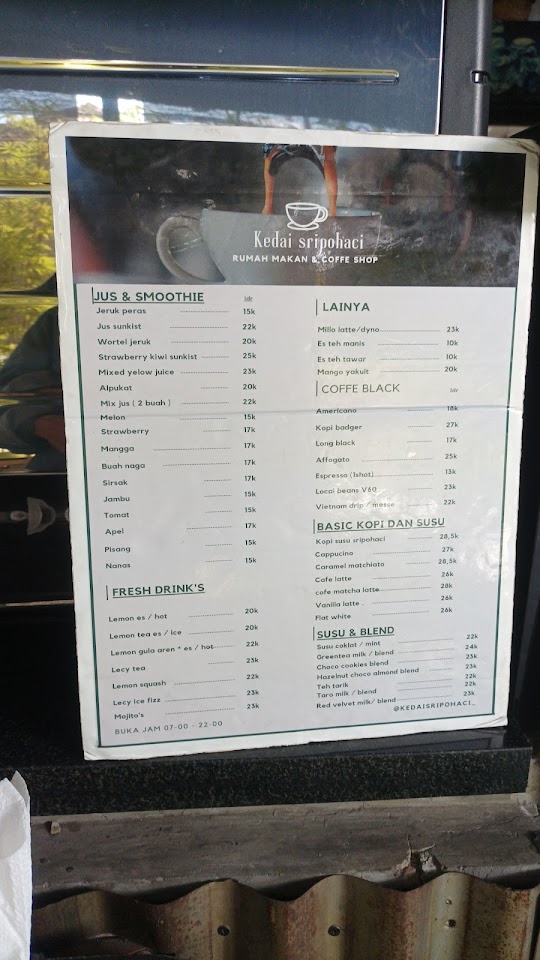 Kedai sripohaci
RUMAH MAKAN & COFFE SHOP
JUS & SMOOTHIE idr
Jeruk peras 15k
Jus sunkist 22k
Wortel jeruk 20k
Strawberry kiwi sunkist 25k
Mixed yelow juice 23k
Alpukat 20k
Mix jus ( 2 buah ) 22k
Melon 15k
Strawberry 17k
Mangga 17k
Buah naga 17k
Sirsak 17k
Jambu 15k
Tomat 15k
Apel 17k
Pisang 15k
Nanas 15k
FRESH DRINK'S
Lemon es / hot 20k
Lemon tea es / ice 20k
Lemon gula aren * es / hot 22k
Lecy tea 23k
Lemon squash 22k
Lecy ice fizz 23k
Mojito's 23k
BUKA JAM 07-00 - 22-00
LAINYA
Millo latte/dyno 23k
Es teh manis 10k
Es teh tawar 10k
Mango yakult 20k
COFFE BLACK idr
Americano 18k
Kopi badger 27k
Long black 17k
Affogato 25k
Espresso (1shot) 13k
Local beans V60 23k
Vietnam drip / messe 22k
BASIC KOPI DAN SUSU
Kopi susu sripohaci 28,5k
Cappucino 27k
Caramel matchiato 28,5k
Cafe latte 26k
cofe matcha latte 28k
Vanilla latte 26k
Flat white 26k
SUSU & BLEND
Susu coklat / mint 22k
Greentea milk / blend 24k
Choco cookies blend 23k
Hazelnut choco almond blend 23k
Teh tarik 22k
Taro milk / blend 22k
Red velvet milk/ blend 23k
@KEDAISRIPOHACI_